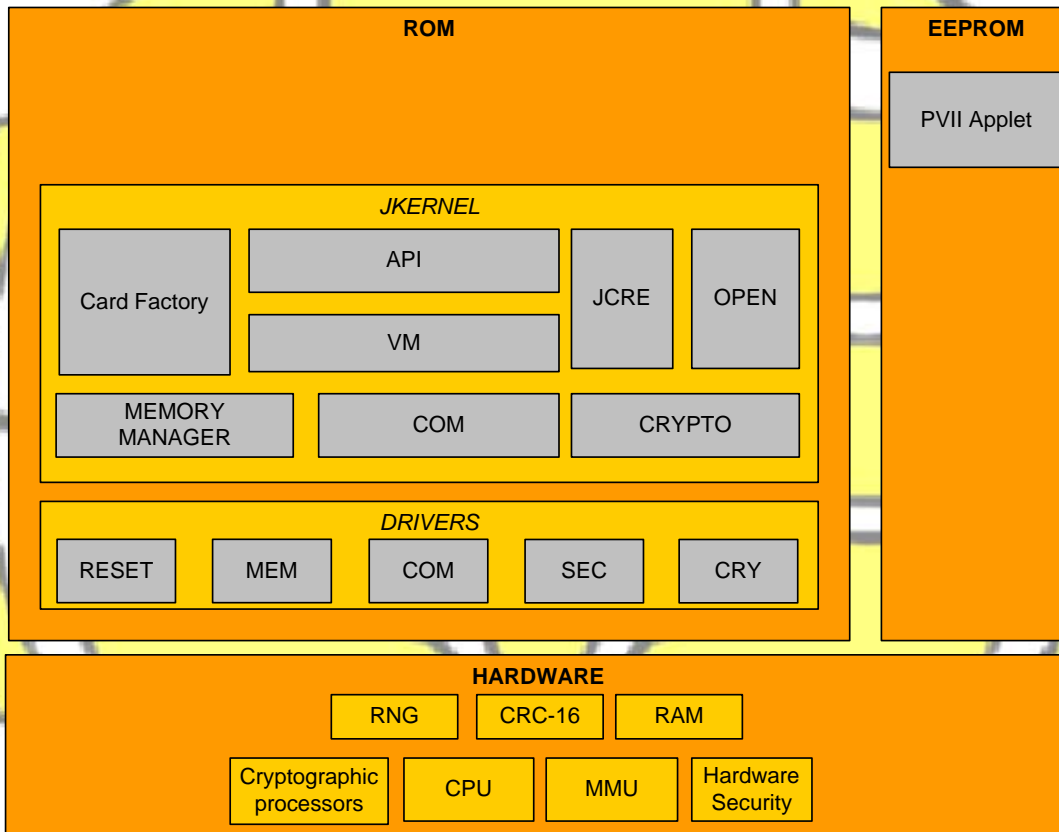 ROM
EEPROM
PVII Applet
JKERNEL
Card Factory
API
JCRE
OPEN
VM
MEMORY
MANAGER
COM
CRYPTO
DRIVERS
RESET
MEM
COM
SEC
CRY
HARDWARE
RNG
CRC-16
RAM
Cryptographic
processors
CPU
MMU
Hardware
Security